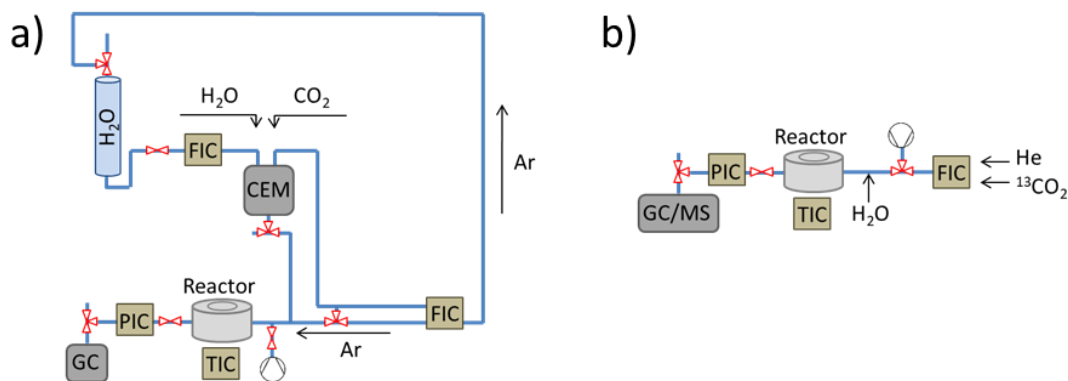 a)
H₂O
H₂O
CO₂
FIC
CEM
Ar
Reactor
PIC
FIC
GC
TIC
Ar
b)
Reactor
PIC
FIC
He
¹³CO₂
GC/MS
TIC
H₂O